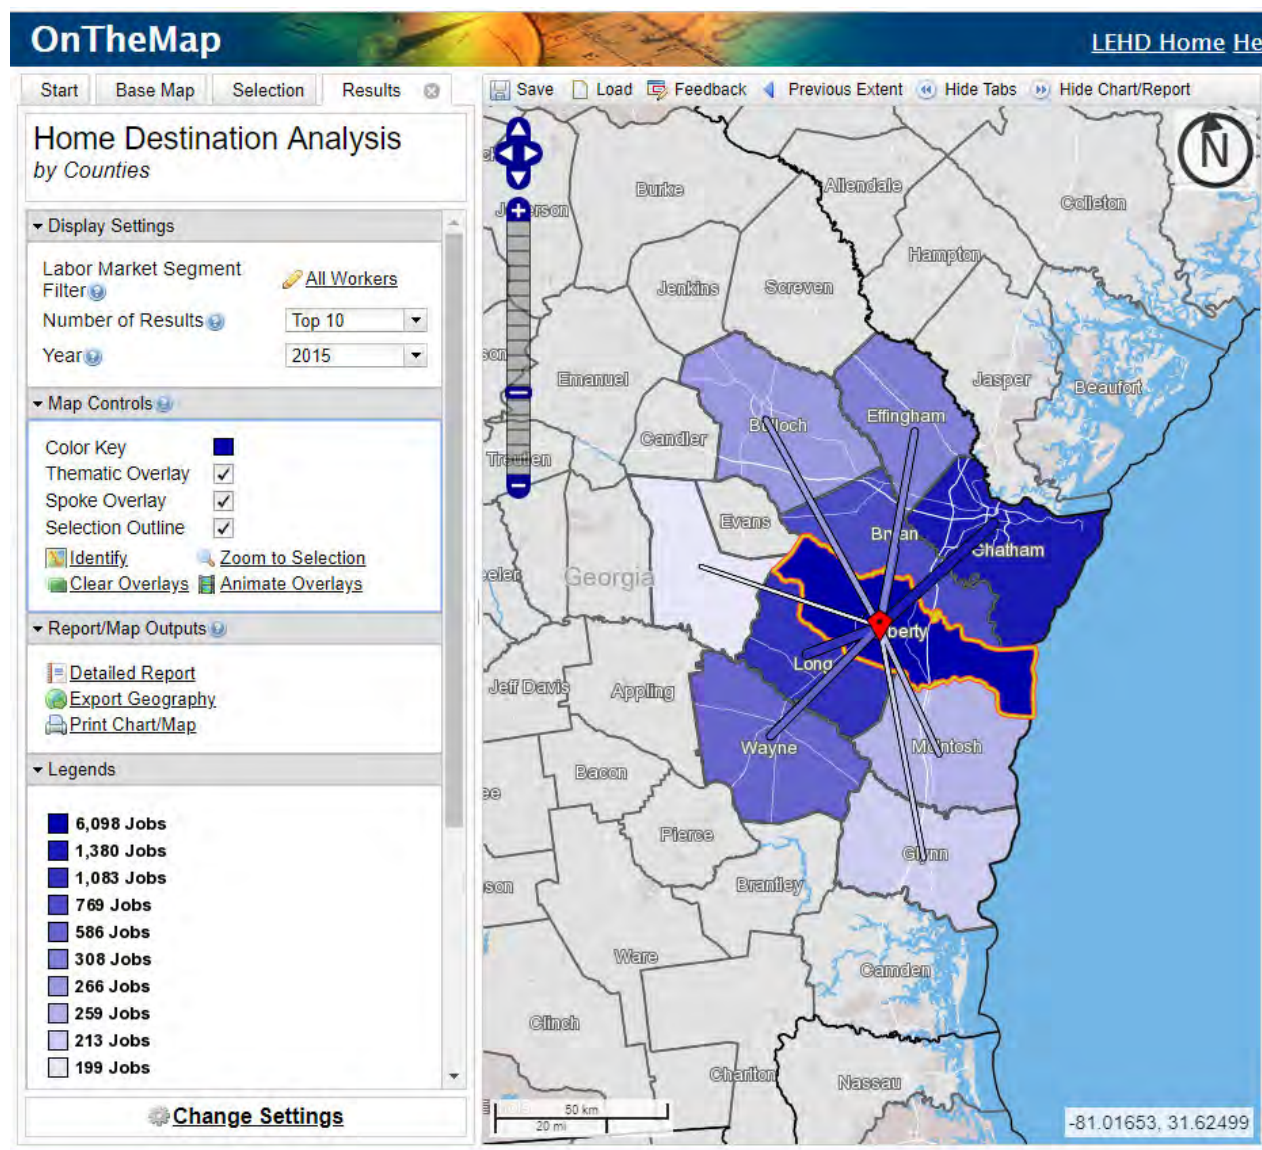 OnTheMap
LEHD Home He
Start
Base Map
Selection
Results
Save
Load
Feedback
Previous Extent
Hide Tabs
Hide Chart/Report
Home Destination Analysis
by Counties
Display Settings
Labor Market Segment
Filter
All Workers
Number of Results
Top 10
Year
2015
Map Controls
Color Key
Thematic Overlay
Spoke Overlay
Selection Outline
Identify
Zoom to Selection
Clear Overlays
Animate Overlays
Report/Map Outputs
Detailed Report
Export Geography
Print Chart/Map
Legends
6,098 Jobs
1,380 Jobs
1,083 Jobs
769 Jobs
586 Jobs
308 Jobs
266 Jobs
259 Jobs
213 Jobs
199 Jobs
Change Settings
N
Burke
Allendale
Colleton
Hampton
Jenkins
Screven
Emanuel
Jasper
Beaufort
Effingham
Bulloch
Candler
Treutlen
Evans
Bryan
Chatham
Georgia
berty
Long
Jeff Davis
Appling
Wayne
McIntosh
Bacon
Pierce
Glynn
Brantley
Ware
Camden
Clinch
Charlton
Nassau
50 km
20 mi
-81.01653, 31.62499